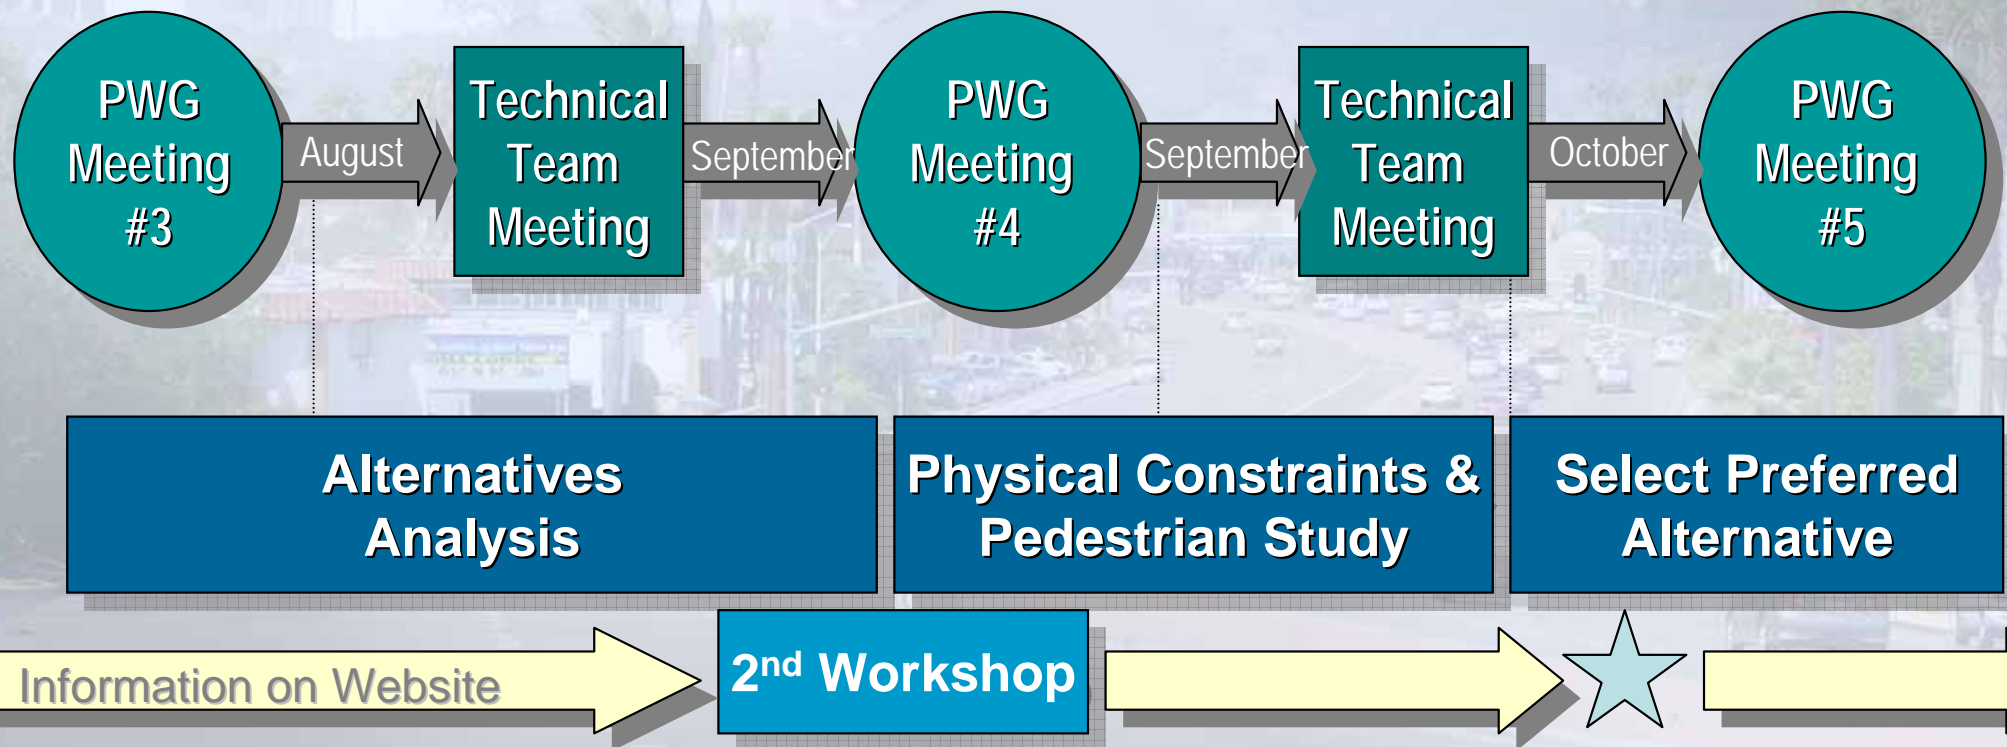 PWG
Meeting
#3
August
Technical
Team
Meeting
September
PWG
Meeting
#4
September
Technical
Team
Meeting
October
PWG
Meeting
#5
Alternatives
Analysis
Physical Constraints &
Pedestrian Study
Select Preferred
Alternative
Information on Website
2nd Workshop